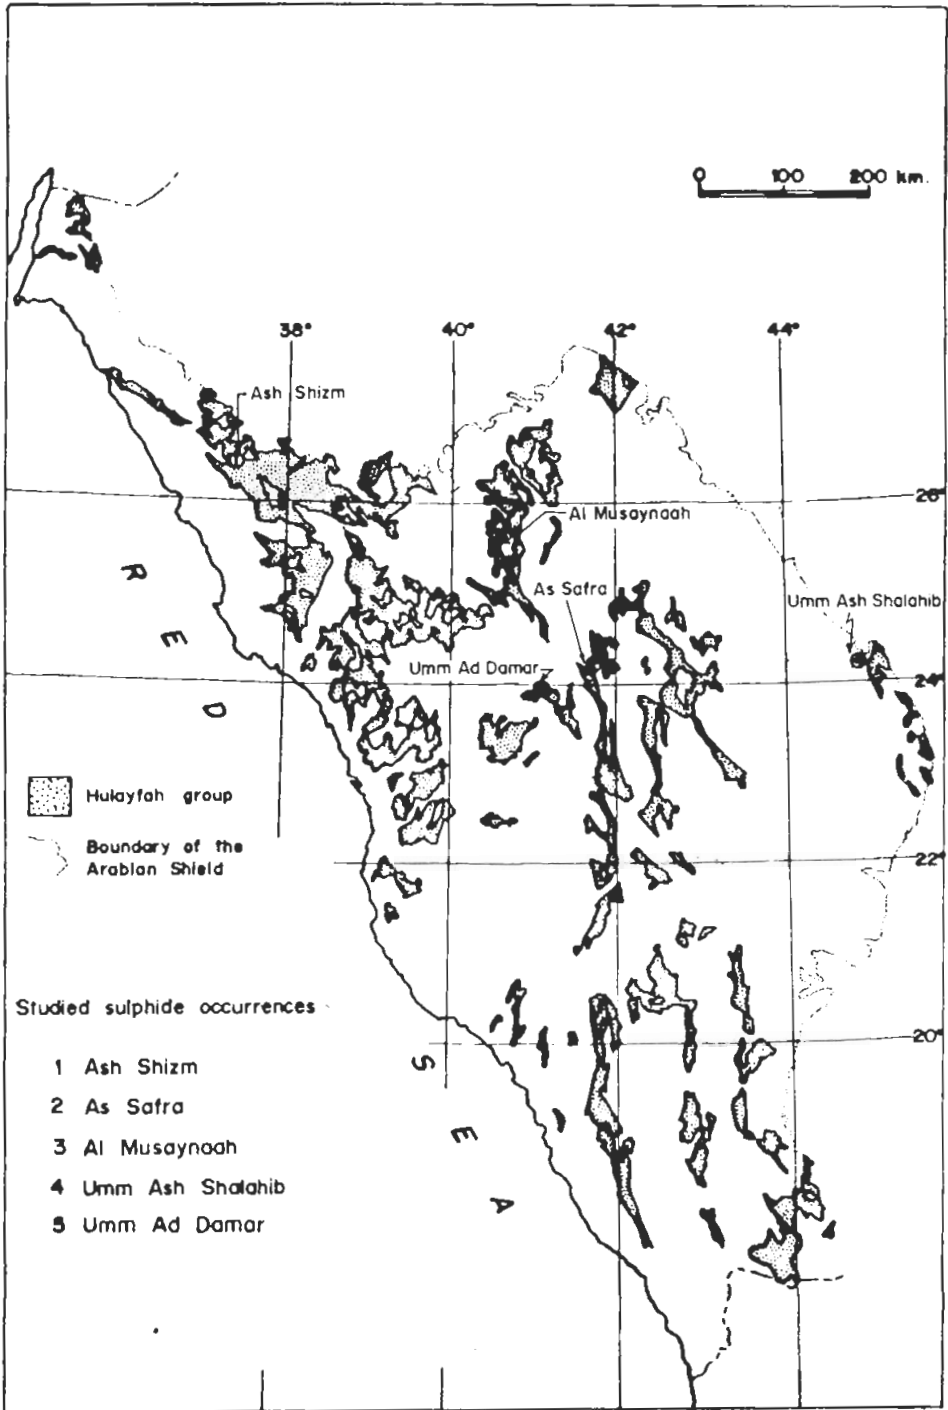 0 100 200 km.
38° 40° 42° 44°
Ash Shizm
26°
Al Musaynaah
As Safra
Umm Ash Shalahib
Umm Ad Damar
24°
RED SEA
Hulayfah group
Boundary of the
Arabian Shield
22°
Studied sulphide occurrences
20°
1 Ash Shizm
2 As Safra
3 Al Musaynaah
4 Umm Ash Shalahib
5 Umm Ad Damar